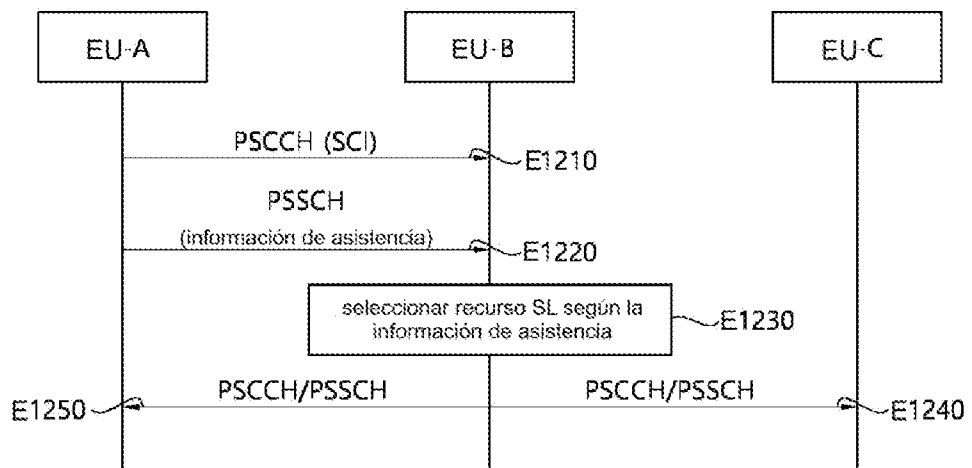 EU-A
EU-B
EU-C
PSCCH (SCI)
E1210
PSSCH
(información de asistencia)
E1220
seleccionar recurso SL según la
información de asistencia
E1230
PSCCH/PSSCH
PSCCH/PSSCH
E1250
E1240